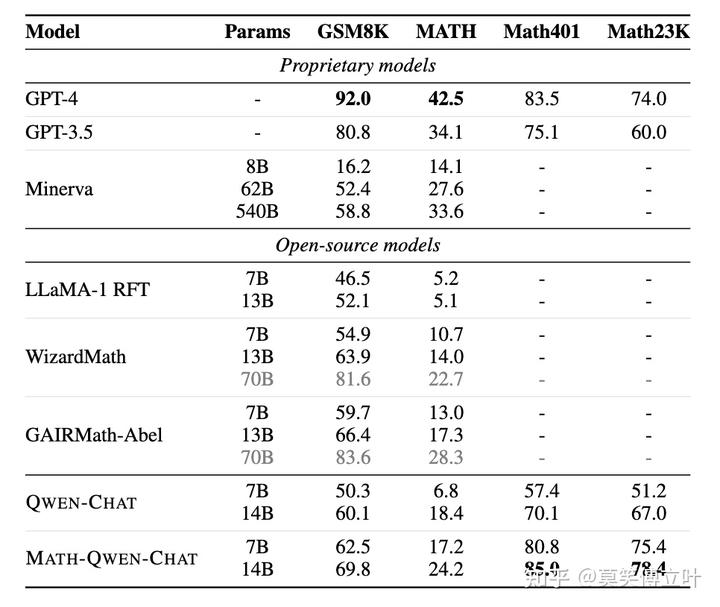 Model Params GSM8K MATH Math401 Math23K
Proprietary models
GPT-4 - 92.0 42.5 83.5 74.0
GPT-3.5 - 80.8 34.1 75.1 60.0
8B 16.2 14.1 - -
Minerva 62B 52.4 27.6 - -
540B 58.8 33.6 - -
Open-source models
LLaMA-1 RFT 7B 46.5 5.2 - -
13B 52.1 5.1 - -
7B 54.9 10.7 - -
WizardMath 13B 63.9 14.0 - -
70B 81.6 22.7 - -
7B 59.7 13.0 - -
GAIRMath-Abel 13B 66.4 17.3 - -
70B 83.6 28.3 - -
QWEN-CHAT 7B 50.3 6.8 57.4 51.2
14B 60.1 18.4 70.1 67.0
MATH-QWEN-CHAT 7B 62.5 17.2 80.8 75.4
14B 69.8 24.2 85.0 78.4
知乎 @莫笑傅立叶